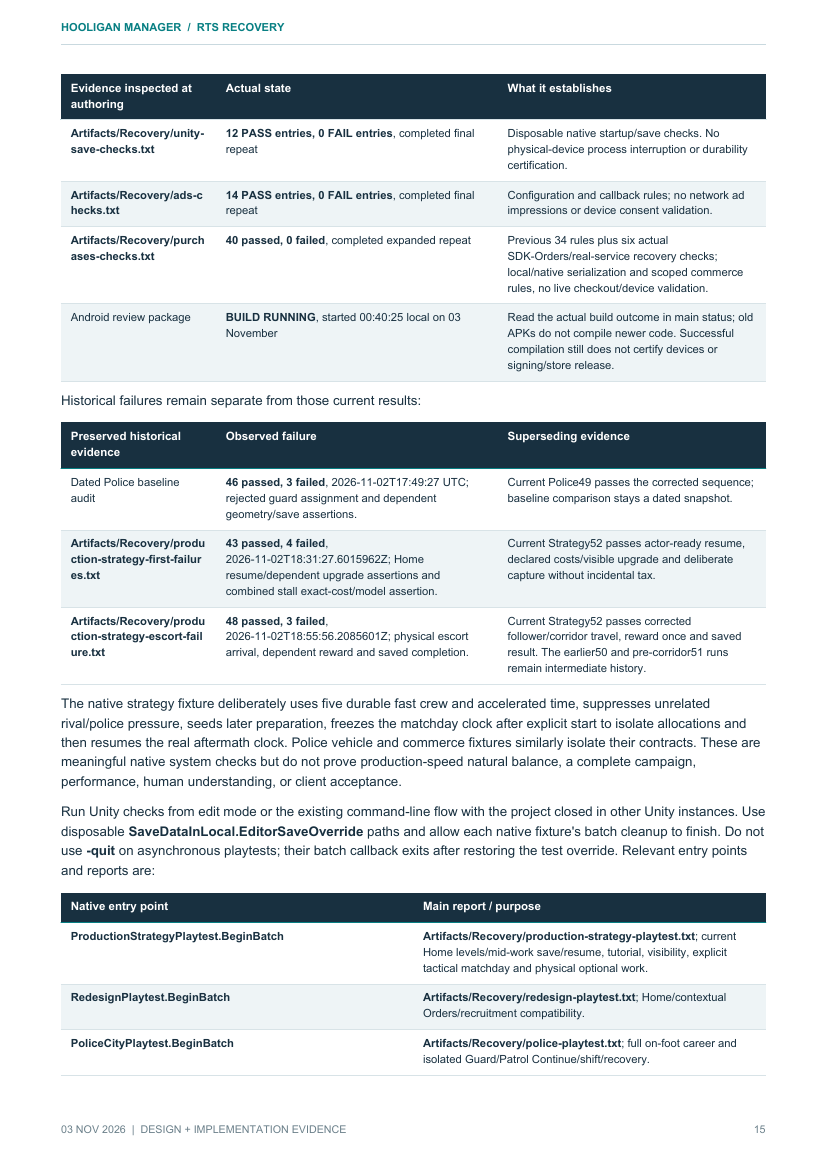 HOOLIGAN MANAGER / RTS RECOVERY
Evidence inspected at
authoring
Actual state
What it establishes
Artifacts/Recovery/unity-
save-checks.txt
12 PASS entries, 0 FAIL entries, completed final
repeat
Disposable native startup/save checks. No
physical-device process interruption or durability
certification.
Artifacts/Recovery/ads-c
hecks.txt
14 PASS entries, 0 FAIL entries, completed final
repeat
Configuration and callback rules; no network ad
impressions or device consent validation.
Artifacts/Recovery/purch
ases-checks.txt
40 passed, 0 failed, completed expanded repeat
Previous 34 rules plus six actual
SDK-Orders/real-service recovery checks;
local/native serialization and scoped commerce
rules, no live checkout/device validation.
Android review package
BUILD RUNNING, started 00:40:25 local on 03
November
Read the actual build outcome in main status; old
APKs do not compile newer code. Successful
compilation still does not certify devices or
signing/store release.
Historical failures remain separate from those current results:
Preserved historical
evidence
Observed failure
Superseding evidence
Dated Police baseline
audit
46 passed, 3 failed, 2026-11-02T17:49:27 UTC;
rejected guard assignment and dependent
geometry/save assertions.
Current Police49 passes the corrected sequence;
baseline comparison stays a dated snapshot.
Artifacts/Recovery/produ
ction-strategy-first-failur
es.txt
43 passed, 4 failed,
2026-11-02T18:31:27.6015962Z; Home
resume/dependent upgrade assertions and
combined stall exact-cost/model assertion.
Current Strategy52 passes actor-ready resume,
declared costs/visible upgrade and deliberate
capture without incidental tax.
Artifacts/Recovery/produ
ction-strategy-escort-fail
ure.txt
48 passed, 3 failed,
2026-11-02T18:55:56.2085601Z; physical escort
arrival, dependent reward and saved completion.
Current Strategy52 passes corrected
follower/corridor travel, reward once and saved
result. The earlier50 and pre-corridor51 runs
remain intermediate history.
The native strategy fixture deliberately uses five durable fast crew and accelerated time, suppresses unrelated
rival/police pressure, seeds later preparation, freezes the matchday clock after explicit start to isolate allocations and
then resumes the real aftermath clock. Police vehicle and commerce fixtures similarly isolate their contracts. These are
meaningful native system checks but do not prove production-speed natural balance, a complete campaign,
performance, human understanding, or client acceptance.
Run Unity checks from edit mode or the existing command-line flow with the project closed in other Unity instances. Use
disposable SaveDataInLocal.EditorSaveOverride paths and allow each native fixture's batch cleanup to finish. Do not
use -quit on asynchronous playtests; their batch callback exits after restoring the test override. Relevant entry points
and reports are:
Native entry point
Main report / purpose
ProductionStrategyPlaytest.BeginBatch
Artifacts/Recovery/production-strategy-playtest.txt; current
Home levels/mid-work save/resume, tutorial, visibility, explicit
tactical matchday and physical optional work.
RedesignPlaytest.BeginBatch
Artifacts/Recovery/redesign-playtest.txt; Home/contextual
Orders/recruitment compatibility.
PoliceCityPlaytest.BeginBatch
Artifacts/Recovery/police-playtest.txt; full on-foot career and
isolated Guard/Patrol Continue/shift/recovery.
03 NOV 2026 | DESIGN + IMPLEMENTATION EVIDENCE
15